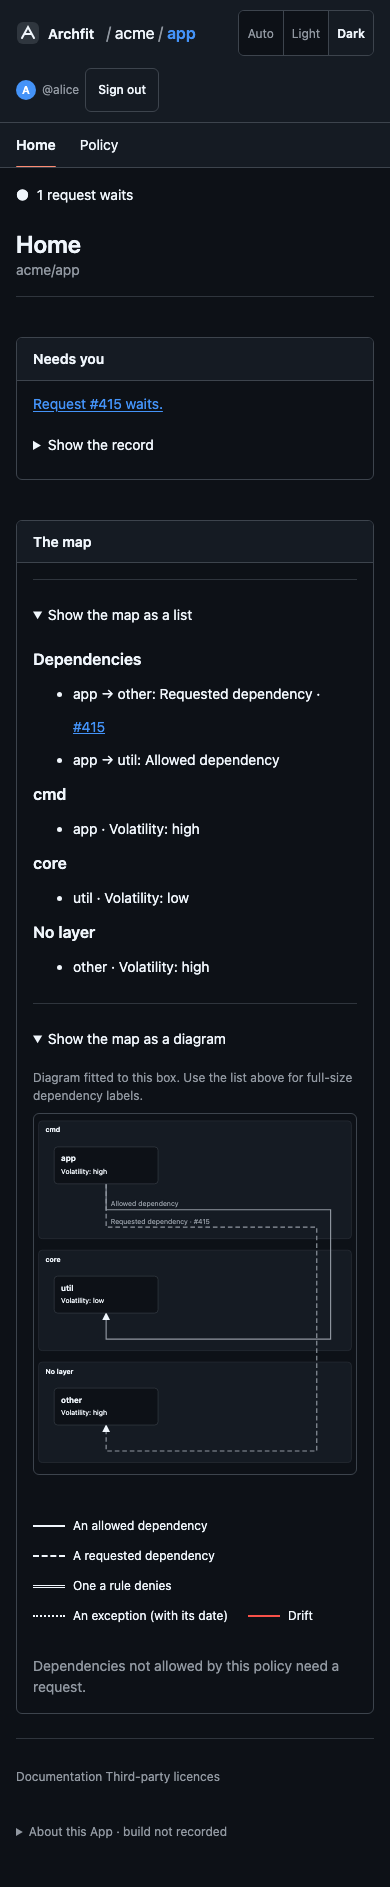 Archfit / acme / app
Auto Light Dark
A @alice Sign out
Home Policy
1 request waits
Home
acme/app
Needs you
Request #415 waits.
Show the record
The map
Show the map as a list
Dependencies
app → other: Requested dependency ·
#415
app → util: Allowed dependency
cmd
app · Volatility: high
core
util · Volatility: low
No layer
other · Volatility: high
Show the map as a diagram
Diagram fitted to this box. Use the list above for full-size
dependency labels.
cmd
app
Volatility: high
Allowed dependency
Requested dependency · #415
core
util
Volatility: low
No layer
other
Volatility: high
An allowed dependency
A requested dependency
One a rule denies
An exception (with its date) Drift
Dependencies not allowed by this policy need a
request.
Documentation Third-party licences
About this App · build not recorded